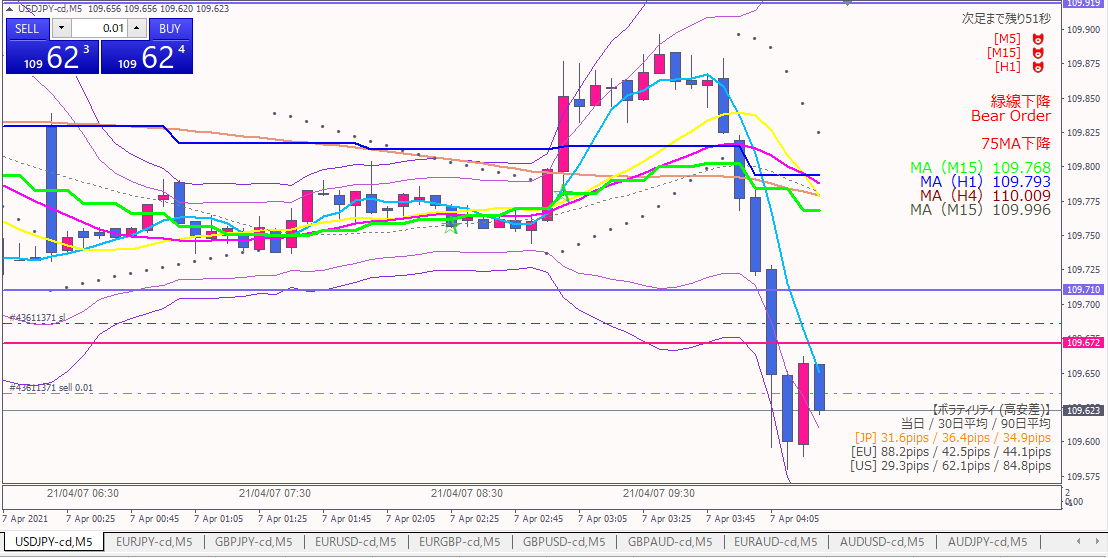 USDJPY-cd,M5 109.656 109.656 109.620 109.623
SELL 0.01 BUY
109 62 3 109 62 4
次足まで残り51秒
[M5]
[M15]
[H1]
緑線下降
Bear Order
75MA下降
MA（M15）109.768
MA（H1）109.793
MA（H4）110.009
MA（M15）109.996
109.919
109.900
109.875
109.850
109.825
109.800
109.775
109.750
109.725
109.710
109.700
109.672
109.650
109.623
109.600
109.575
#43611371 sl
#43611371 sell 0.01
【ボラティリティ(高安差)】
当日 / 30日平均 / 90日平均
[JP] 31.6pips / 36.4pips / 34.9pips
[EU] 88.2pips / 42.5pips / 44.1pips
[US] 29.3pips / 62.1pips / 84.8pips
21/04/07 06:30 21/04/07 07:30 21/04/07 08:30 21/04/07 09:30
7 Apr 2021 7 Apr 00:25 7 Apr 00:45 7 Apr 01:05 7 Apr 01:25 7 Apr 01:45 7 Apr 02:05 7 Apr 02:25 7 Apr 02:45 7 Apr 03:05 7 Apr 03:25 7 Apr 03:45 7 Apr 04:05
USDJPY-cd,M5 EURJPY-cd,M5 GBPJPY-cd,M5 EURUSD-cd,M5 EURGBP-cd,M5 GBPUSD-cd,M5 GBPAUD-cd,M5 EURAUD-cd,M5 AUDUSD-cd,M5 AUDJPY-cd,M5